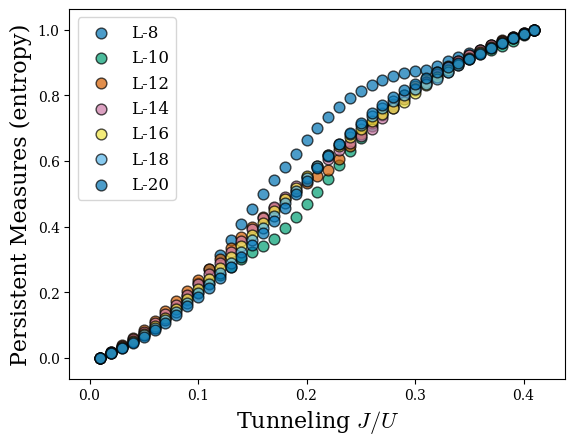 Persistent Measures (entropy)
1.0
0.8
0.6
0.4
0.2
0.0
L-8
L-10
L-12
L-14
L-16
L-18
L-20
0.0 0.1 0.2 0.3 0.4
Tunneling J/U